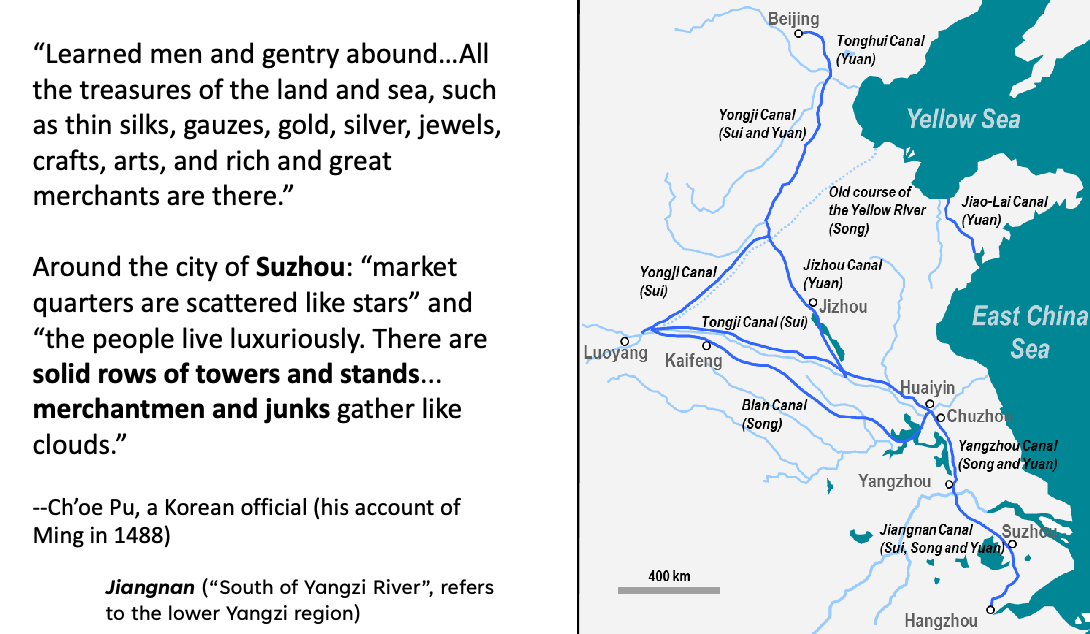 “Learned men and gentry abound…All
the treasures of the land and sea, such
as thin silks, gauzes, gold, silver, jewels,
crafts, arts, and rich and great
merchants are there.”
Around the city of Suzhou: “market
quarters are scattered like stars” and
“the people live luxuriously. There are
solid rows of towers and stands…
merchantmen and junks gather like
clouds.”
--Ch’oe Pu, a Korean official (his account of
Ming in 1488)
Jiangnan (“South of Yangzi River”, refers
to the lower Yangzi region)
Beijing
Tonghui Canal
(Yuan)
Yongji Canal
(Sui and Yuan)
Yellow Sea
Old course of
the Yellow River
(Song)
Jiao-Lai Canal
(Yuan)
Yongji Canal
(Sui)
Jizhou Canal
(Yuan)
Jizhou
Tongji Canal (Sui)
East China
Sea
Luoyang
Kaifeng
Huaiyin
Bian Canal
(Song)
Chuzhou
Yangzhou Canal
(Song and Yuan)
Yangzhou
Jiangnan Canal
(Sui, Song and Yuan)
Suzhou
400 km
Hangzhou